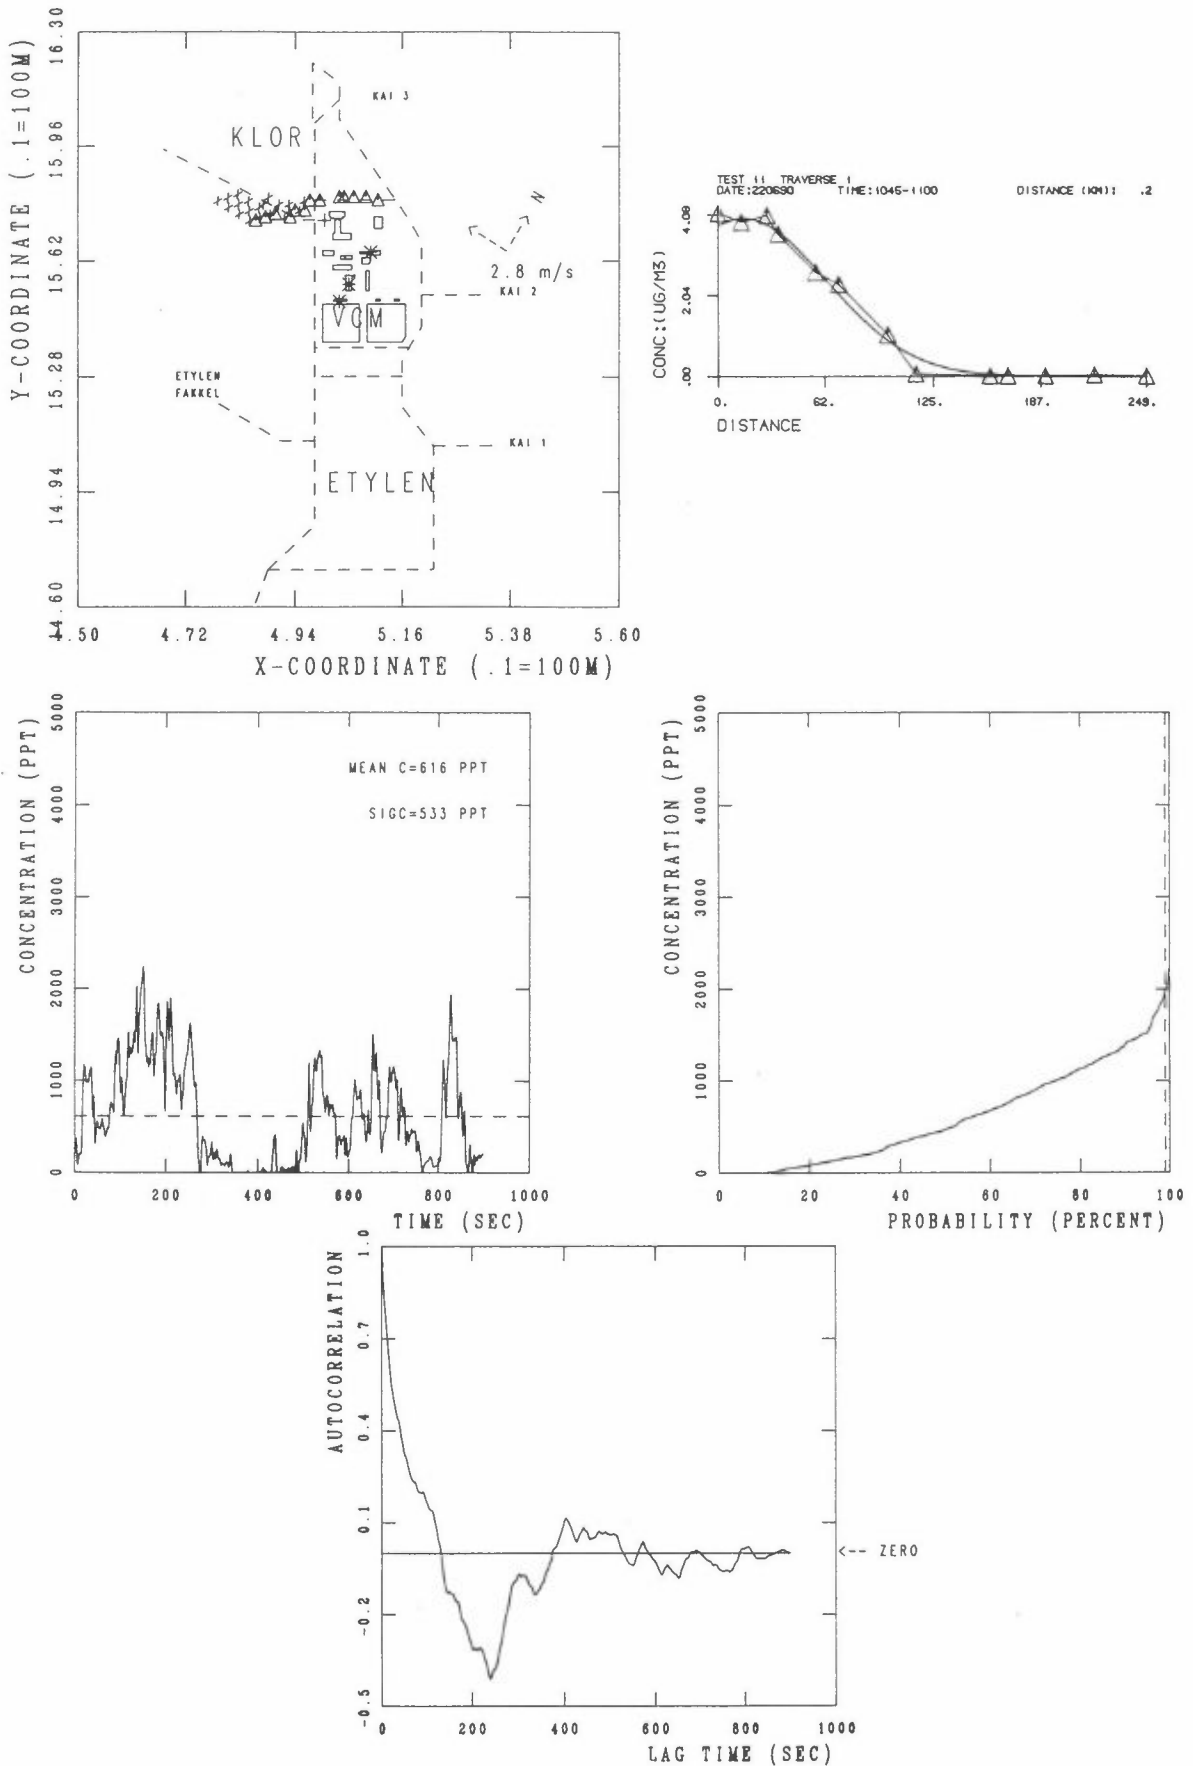 Y-COORDINATE (.1=100M)
16.30
15.96
15.62
15.28
14.94
14.60
KAI 3
KLOR
N
2.8 m/s
KAI 2
VCM
ETYLEN
FAKKEL
KAI 1
ETYLEN
4.50 4.72 4.94 5.16 5.38 5.60
X-COORDINATE (.1=100M)
TEST 11 TRAVERSE 1
DATE:220690 TIME:1045-1100 DISTANCE (KM): .2
CONC:(UG/M3)
2.04
.00
0. 62. 125. 187. 249.
DISTANCE
CONCENTRATION (PPT)
5000
4000
3000
2000
1000
0
MEAN C=616 PPT
SIGC=533 PPT
0 200 400 600 800 1000
TIME (SEC)
CONCENTRATION (PPT)
5000
4000
3000
2000
1000
0
20 40 60 80 100
PROBABILITY (PERCENT)
AUTOCORRELATION
1.0
0.7
0.4
0.1
-0.2
-0.5
<-- ZERO
0 200 400 600 800 1000
LAG TIME (SEC)